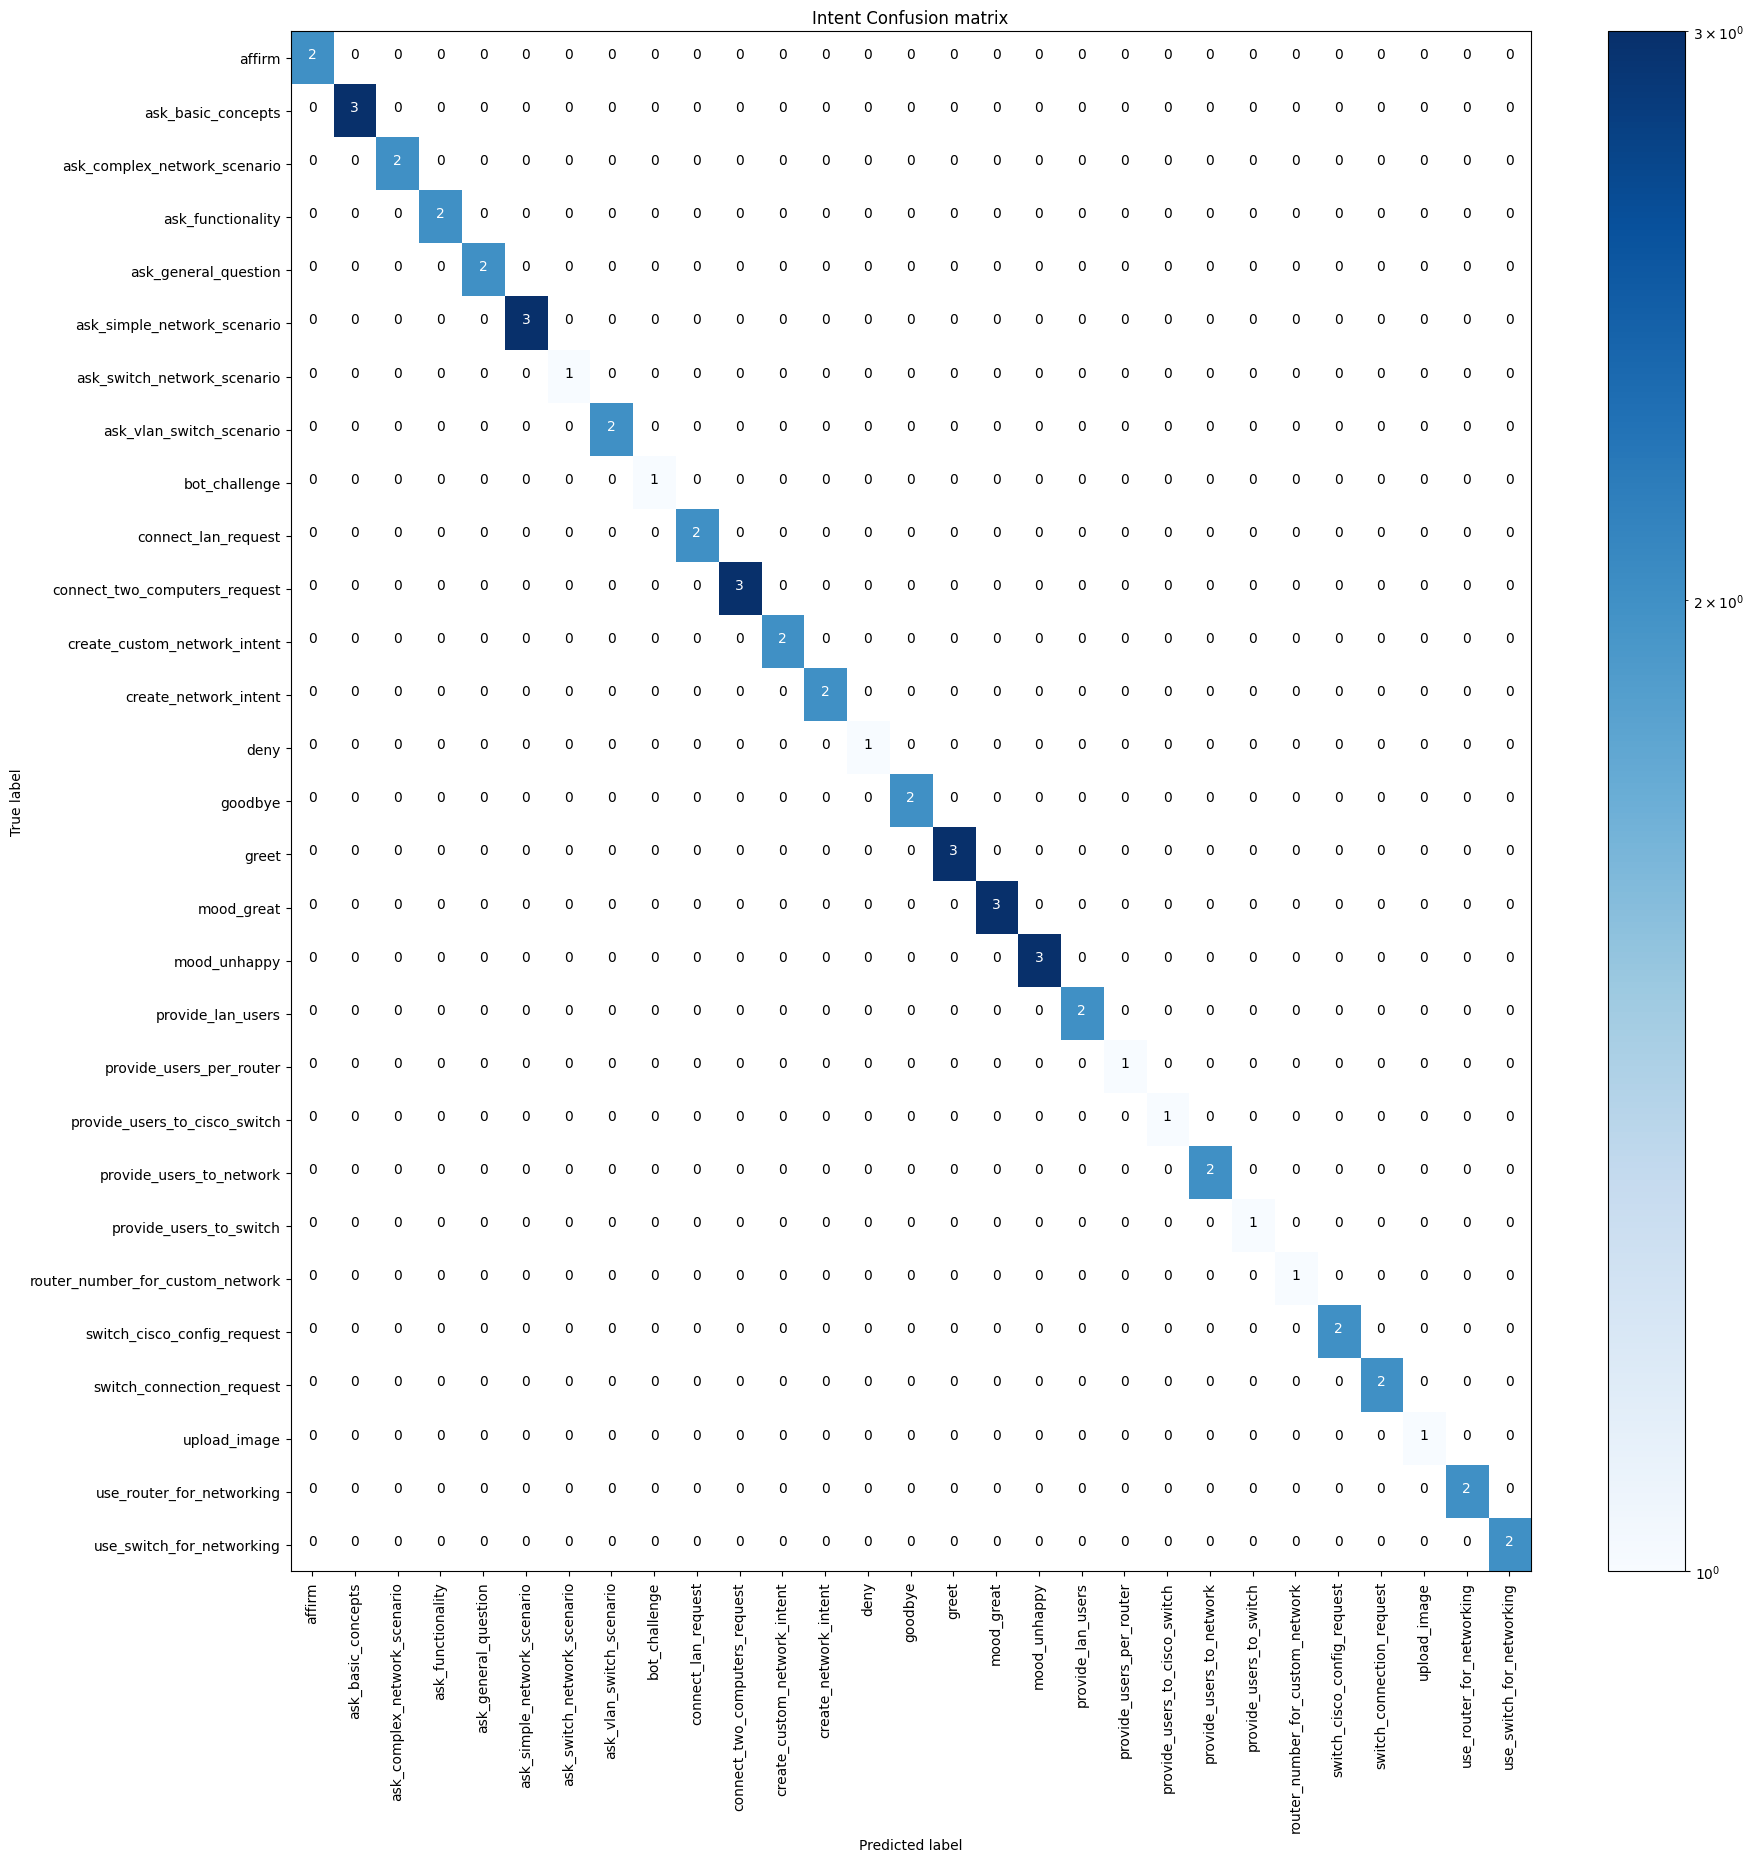 Intent Confusion matrix
affirm 2 0 0 0 0 0 0 0 0 0 0 0 0 0 0 0 0 0 0 0 0 0 0 0 0 0 0 0 0
ask_basic_concepts 0 3 0 0 0 0 0 0 0 0 0 0 0 0 0 0 0 0 0 0 0 0 0 0 0 0 0 0 0
ask_complex_network_scenario 0 0 2 0 0 0 0 0 0 0 0 0 0 0 0 0 0 0 0 0 0 0 0 0 0 0 0 0 0
ask_functionality 0 0 0 2 0 0 0 0 0 0 0 0 0 0 0 0 0 0 0 0 0 0 0 0 0 0 0 0 0
ask_general_question 0 0 0 0 2 0 0 0 0 0 0 0 0 0 0 0 0 0 0 0 0 0 0 0 0 0 0 0 0
ask_simple_network_scenario 0 0 0 0 0 3 0 0 0 0 0 0 0 0 0 0 0 0 0 0 0 0 0 0 0 0 0 0 0
ask_switch_network_scenario 0 0 0 0 0 0 1 0 0 0 0 0 0 0 0 0 0 0 0 0 0 0 0 0 0 0 0 0 0
ask_vlan_switch_scenario 0 0 0 0 0 0 0 2 0 0 0 0 0 0 0 0 0 0 0 0 0 0 0 0 0 0 0 0 0
bot_challenge 0 0 0 0 0 0 0 0 1 0 0 0 0 0 0 0 0 0 0 0 0 0 0 0 0 0 0 0 0
connect_lan_request 0 0 0 0 0 0 0 0 0 2 0 0 0 0 0 0 0 0 0 0 0 0 0 0 0 0 0 0 0
connect_two_computers_request 0 0 0 0 0 0 0 0 0 0 3 0 0 0 0 0 0 0 0 0 0 0 0 0 0 0 0 0 0
create_custom_network_intent 0 0 0 0 0 0 0 0 0 0 0 2 0 0 0 0 0 0 0 0 0 0 0 0 0 0 0 0 0
create_network_intent 0 0 0 0 0 0 0 0 0 0 0 0 2 0 0 0 0 0 0 0 0 0 0 0 0 0 0 0 0
deny 0 0 0 0 0 0 0 0 0 0 0 0 0 1 0 0 0 0 0 0 0 0 0 0 0 0 0 0 0
goodbye 0 0 0 0 0 0 0 0 0 0 0 0 0 0 2 0 0 0 0 0 0 0 0 0 0 0 0 0 0
greet 0 0 0 0 0 0 0 0 0 0 0 0 0 0 0 3 0 0 0 0 0 0 0 0 0 0 0 0 0
mood_great 0 0 0 0 0 0 0 0 0 0 0 0 0 0 0 0 3 0 0 0 0 0 0 0 0 0 0 0 0
mood_unhappy 0 0 0 0 0 0 0 0 0 0 0 0 0 0 0 0 0 3 0 0 0 0 0 0 0 0 0 0 0
provide_lan_users 0 0 0 0 0 0 0 0 0 0 0 0 0 0 0 0 0 0 2 0 0 0 0 0 0 0 0 0 0
provide_users_per_router 0 0 0 0 0 0 0 0 0 0 0 0 0 0 0 0 0 0 0 1 0 0 0 0 0 0 0 0 0
provide_users_to_cisco_switch 0 0 0 0 0 0 0 0 0 0 0 0 0 0 0 0 0 0 0 0 1 0 0 0 0 0 0 0 0
provide_users_to_network 0 0 0 0 0 0 0 0 0 0 0 0 0 0 0 0 0 0 0 0 0 2 0 0 0 0 0 0 0
provide_users_to_switch 0 0 0 0 0 0 0 0 0 0 0 0 0 0 0 0 0 0 0 0 0 0 1 0 0 0 0 0 0
router_number_for_custom_network 0 0 0 0 0 0 0 0 0 0 0 0 0 0 0 0 0 0 0 0 0 0 0 1 0 0 0 0 0
switch_cisco_config_request 0 0 0 0 0 0 0 0 0 0 0 0 0 0 0 0 0 0 0 0 0 0 0 0 2 0 0 0 0
switch_connection_request 0 0 0 0 0 0 0 0 0 0 0 0 0 0 0 0 0 0 0 0 0 0 0 0 0 2 0 0 0
upload_image 0 0 0 0 0 0 0 0 0 0 0 0 0 0 0 0 0 0 0 0 0 0 0 0 0 0 1 0 0
use_router_for_networking 0 0 0 0 0 0 0 0 0 0 0 0 0 0 0 0 0 0 0 0 0 0 0 0 0 0 0 2 0
use_switch_for_networking 0 0 0 0 0 0 0 0 0 0 0 0 0 0 0 0 0 0 0 0 0 0 0 0 0 0 0 0 2
True label
affirm
ask_basic_concepts
ask_complex_network_scenario
ask_functionality
ask_general_question
ask_simple_network_scenario
ask_switch_network_scenario
ask_vlan_switch_scenario
bot_challenge
connect_lan_request
connect_two_computers_request
create_custom_network_intent
create_network_intent
deny
goodbye
greet
mood_great
mood_unhappy
provide_lan_users
provide_users_per_router
provide_users_to_cisco_switch
provide_users_to_network
provide_users_to_switch
router_number_for_custom_network
switch_cisco_config_request
switch_connection_request
upload_image
use_router_for_networking
use_switch_for_networking
Predicted label
3 × 10⁰
2 × 10⁰
10⁰